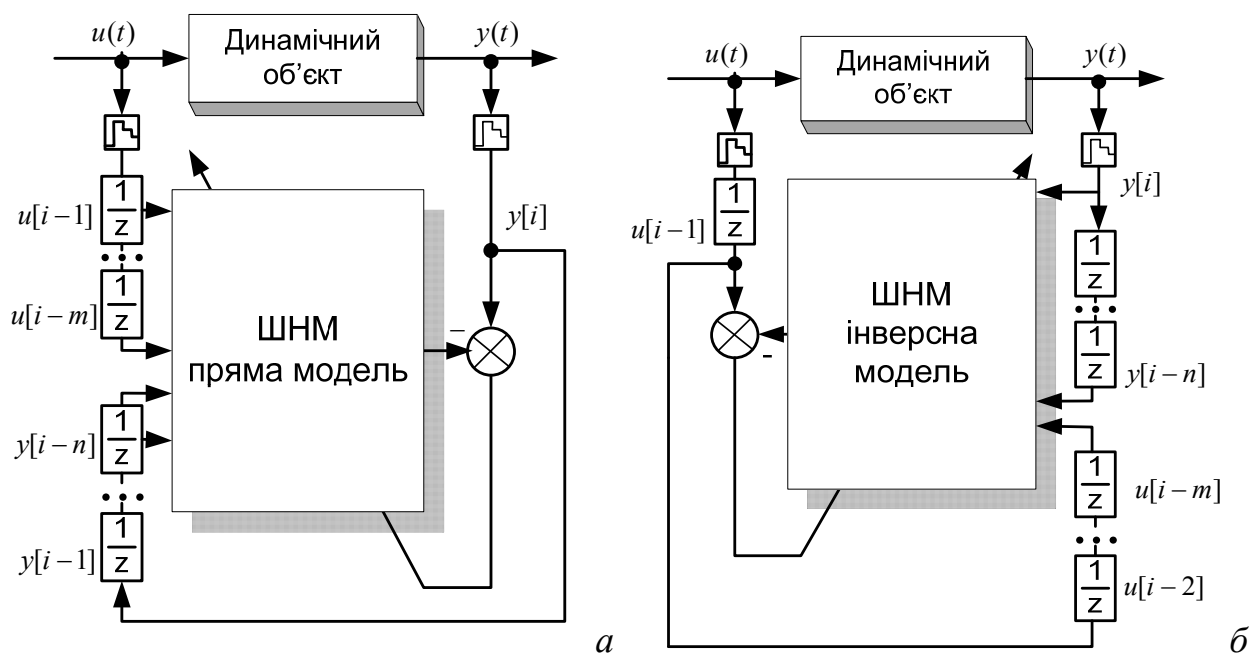 u(t)
Динамічний
об’єкт
y(t)
u[i−1]
1
z
u[i−m]
1
z
y[i−n]
1
z
y[i−1]
1
z
ШНМ
пряма модель
y[i]
−
а
u(t)
Динамічний
об’єкт
y(t)
u[i−1]
1
z
ШНМ
інверсна
модель
-
y[i]
1
z
1
z
y[i−n]
1
z
u[i−m]
1
z
u[i−2]
б